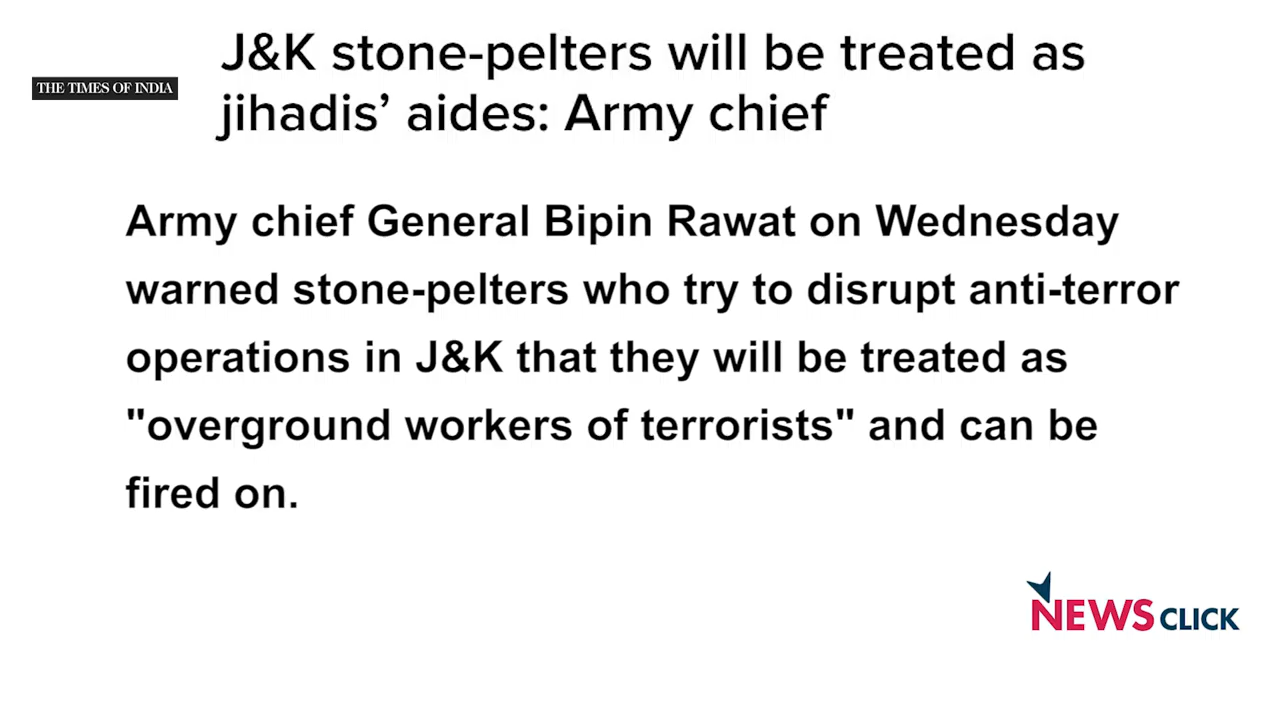 J&K stone-pelters will be treated as
THE TIMES OF INDIA
jihadis’ aides: Army chief
Army chief General Bipin Rawat on Wednesday
warned stone-pelters who try to disrupt anti-terror
operations in J&K that they will be treated as
"overground workers of terrorists" and can be
fired on.
NEWSCLICK